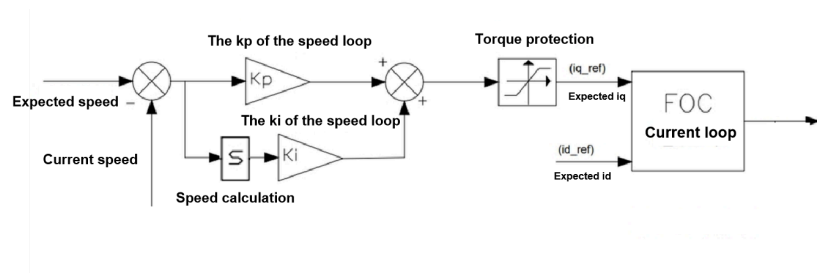 The kp of the speed loop
Torque protection
+
Kp
(iq_ref)
Expected speed
−
+
Expected iq
FOC
The ki of the speed loop
Current loop
Current speed
S
Ki
(id_ref)
Expected id
Speed calculation